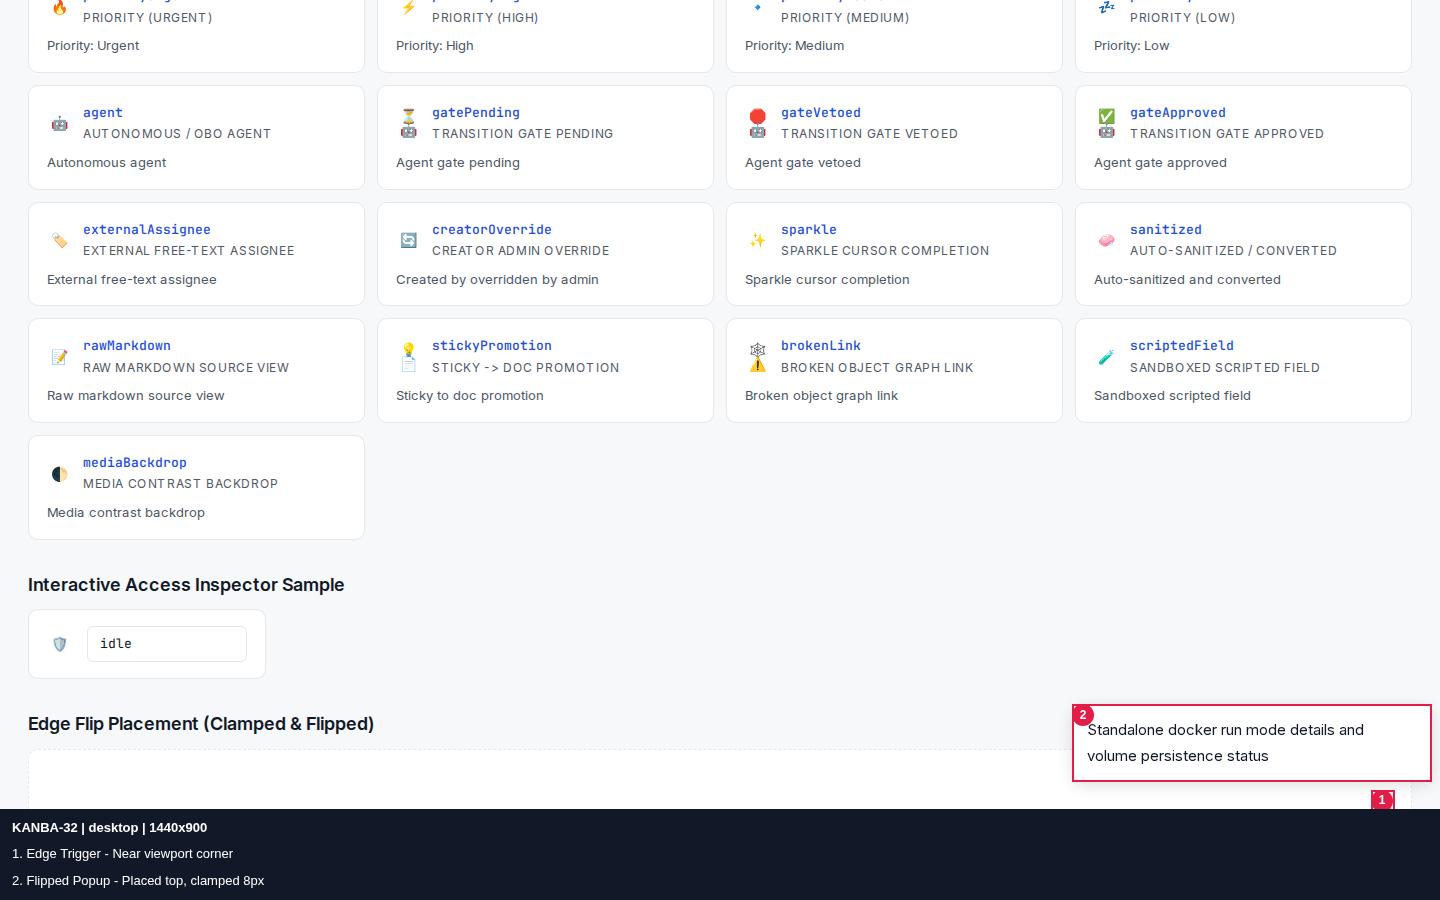 PRIORITY (URGENT)
Priority: Urgent
PRIORITY (HIGH)
Priority: High
PRIORITY (MEDIUM)
Priority: Medium
PRIORITY (LOW)
Priority: Low
agent
AUTONOMOUS / OBO AGENT
Autonomous agent
gatePending
TRANSITION GATE PENDING
Agent gate pending
gateVetoed
TRANSITION GATE VETOED
Agent gate vetoed
gateApproved
TRANSITION GATE APPROVED
Agent gate approved
externalAssignee
EXTERNAL FREE-TEXT ASSIGNEE
External free-text assignee
creatorOverride
CREATOR ADMIN OVERRIDE
Created by overridden by admin
sparkle
SPARKLE CURSOR COMPLETION
Sparkle cursor completion
sanitized
AUTO-SANITIZED / CONVERTED
Auto-sanitized and converted
rawMarkdown
RAW MARKDOWN SOURCE VIEW
Raw markdown source view
stickyPromotion
STICKY -> DOC PROMOTION
Sticky to doc promotion
brokenLink
BROKEN OBJECT GRAPH LINK
Broken object graph link
scriptedField
SANDBOXED SCRIPTED FIELD
Sandboxed scripted field
mediaBackdrop
MEDIA CONTRAST BACKDROP
Media contrast backdrop
Interactive Access Inspector Sample
idle
Edge Flip Placement (Clamped & Flipped)
2
Standalone docker run mode details and
volume persistence status
1
KANBA-32 | desktop | 1440x900
1. Edge Trigger - Near viewport corner
2. Flipped Popup - Placed top, clamped 8px